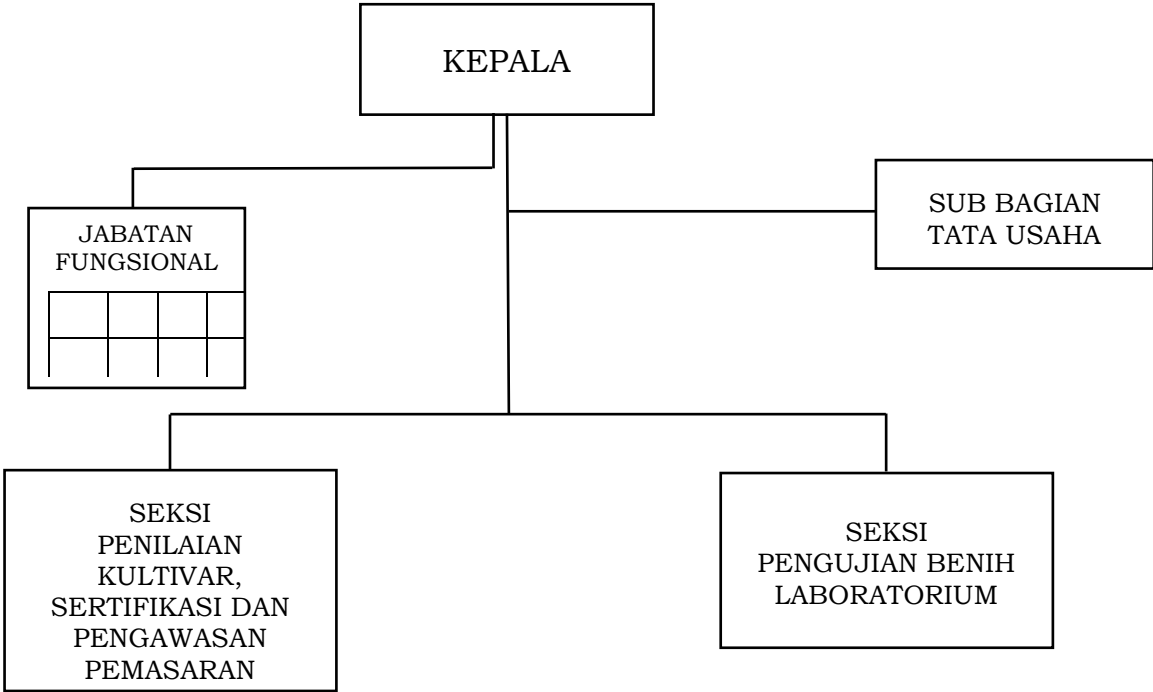 KEPALA
SUB BAGIAN
TATA USAHA
JABATAN
FUNGSIONAL
SEKSI
PENILAIAN
KULTIVAR,
SERTIFIKASI DAN
PENGAWASAN
PEMASARAN
SEKSI
PENGUJIAN BENIH
LABORATORIUM